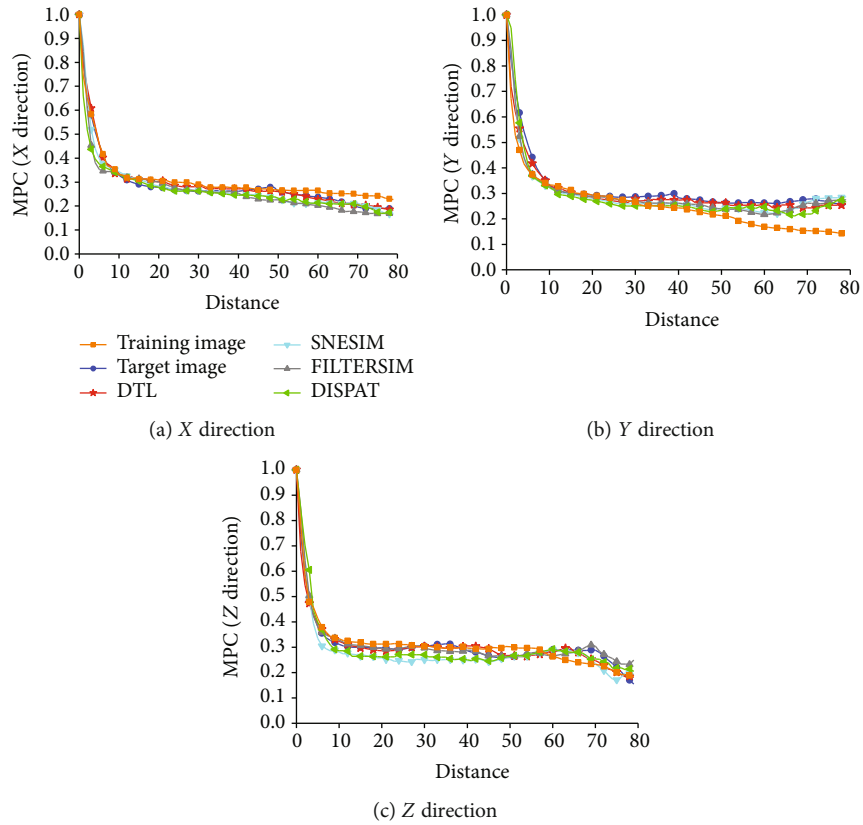 1.0
0.9
0.8
0.7
0.6
0.5
0.4
0.3
0.2
0.1
0.0
MPC (X direction)
0 10 20 30 40 50 60 70 80
Distance
1.0
0.9
0.8
0.7
0.6
0.5
0.4
0.3
0.2
0.1
0.0
MPC (Y direction)
0 10 20 30 40 50 60 70 80
Distance
Training image
Target image
DTL
SNESIM
FILTERSIM
DISPAT
(a) X direction
(b) Y direction
1.0
0.9
0.8
0.7
0.6
0.5
0.4
0.3
0.2
0.1
0.0
MPC (Z direction)
0 10 20 30 40 50 60 70 80
Distance
(c) Z direction